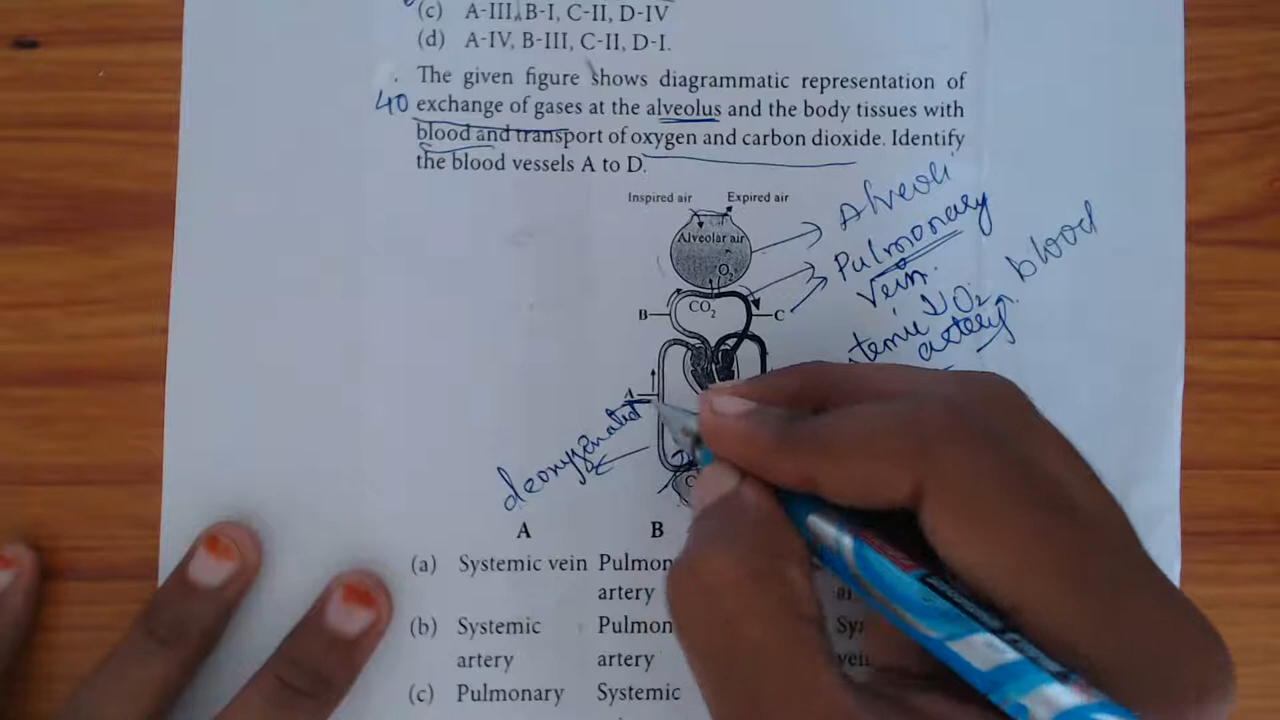 (c) A-III, B-I, C-II, D-IV
(d) A-IV, B-III, C-II, D-I.
The given figure shows diagrammatic representation of
40 exchange of gases at the alveolus and the body tissues with
blood and transport of oxygen and carbon dioxide. Identify
the blood vessels A to D.
Inspired air Expired air
Alveolar air
O2
CO2
B C
A
Alveoli
Pulmonary
Vein.
O2 blood
artery
deoxygenated
A B
(a) Systemic vein Pulmon
artery
(b) Systemic Pulmon Sy
artery artery vei
(c) Pulmonary Systemic